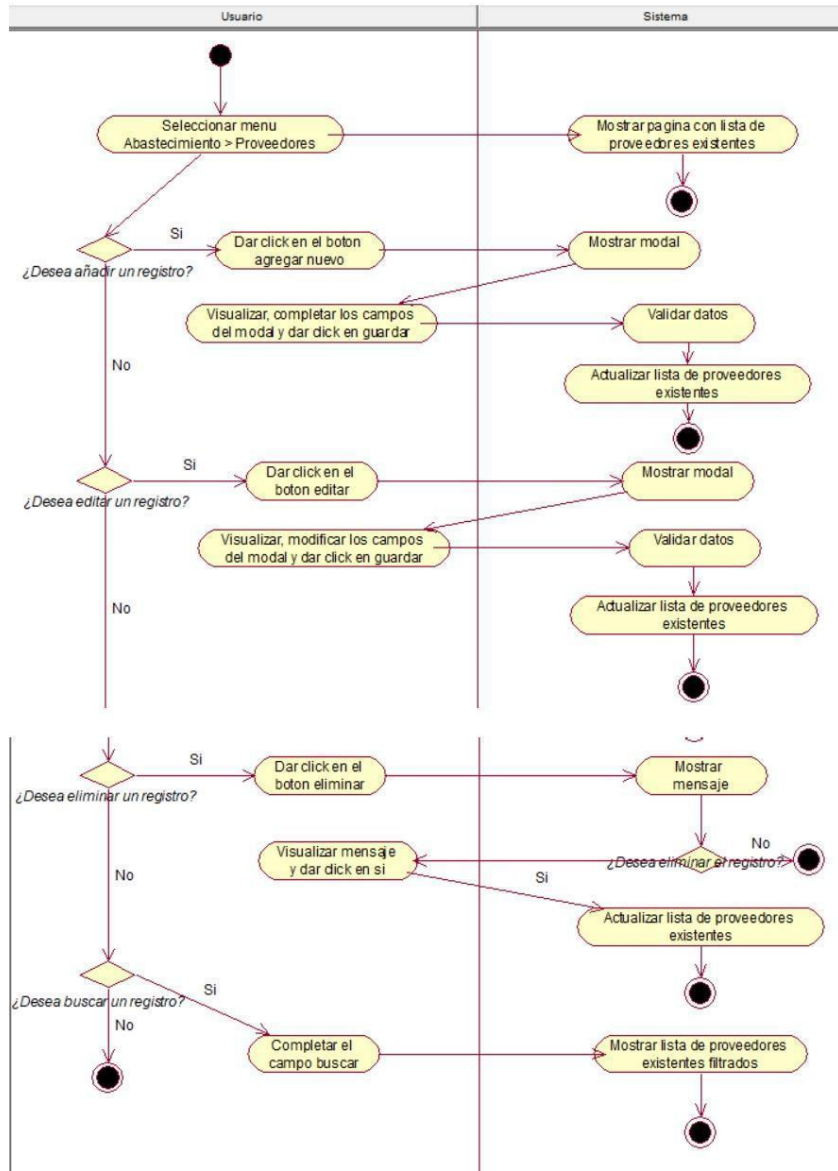 Usuario
Sistema
Seleccionar menu
Abastecimiento > Proveedores
Mostrar pagina con lista de
proveedores existentes
Si
Dar click en el boton
agregar nuevo
Mostrar modal
¿Desea añadir un registro?
Visualizar, completar los campos
del modal y dar click en guardar
Validar datos
No
Actualizar lista de proveedores
existentes
Si
Dar click en el
boton editar
Mostrar modal
¿Desea editar un registro?
Visualizar, modificar los campos
del modal y dar click en guardar
Validar datos
No
Actualizar lista de proveedores
existentes
Si
Dar click en el
boton eliminar
Mostrar
mensaje
¿Desea eliminar un registro?
Visualizar mensaje
y dar click en si
¿Desea eliminar el registro?
No
No
Si
Actualizar lista de proveedores
existentes
¿Desea buscar un registro?
Si
No
Completar el
campo buscar
Mostrar lista de proveedores
existentes filtrados